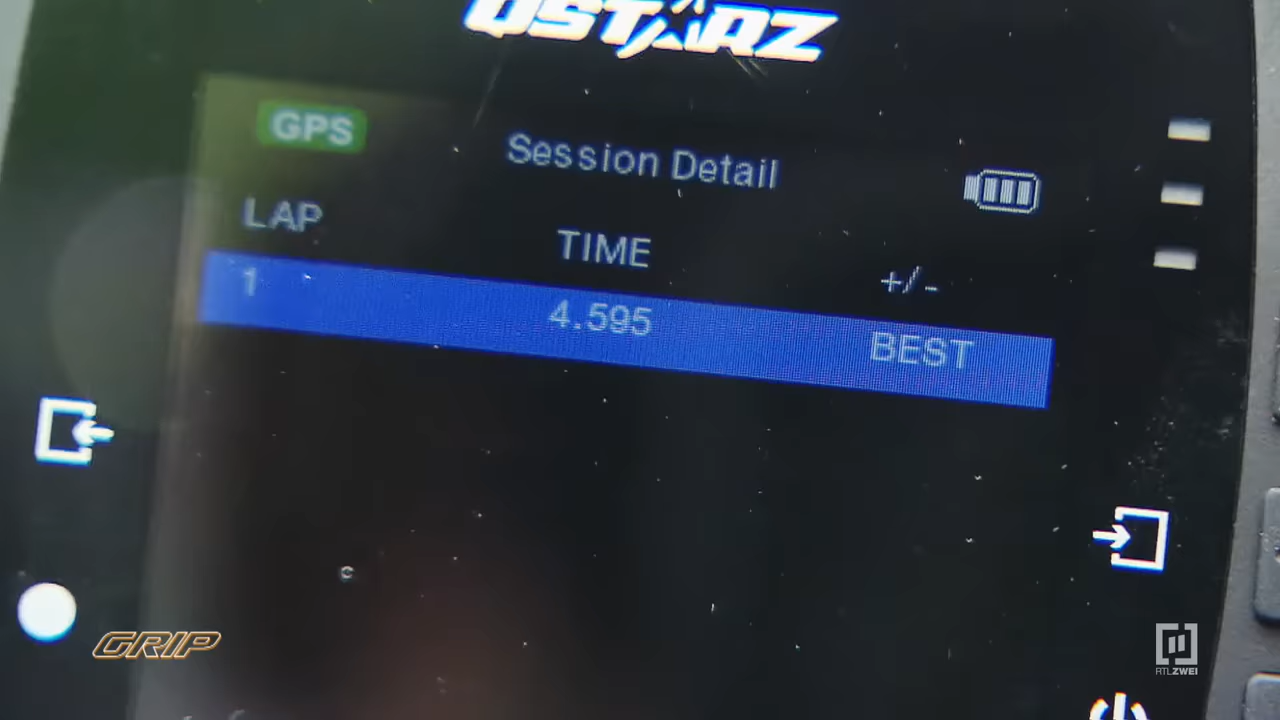 QSTARZ
GPS
Session Detail
LAP
TIME
+/-
1
4.595
BEST
GRIP
RTLZWEI